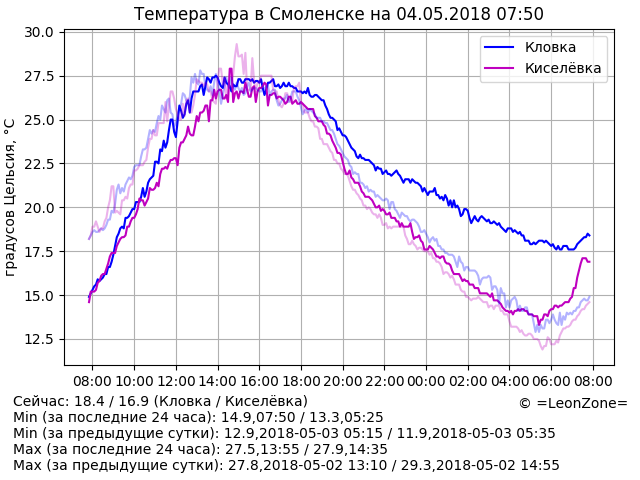 Температура в Смоленске на 04.05.2018 07:50
30.0
27.5
25.0
22.5
20.0
17.5
15.0
12.5
градусов Цельсия, °C
Кловка
Киселёвка
08:00 10:00 12:00 14:00 16:00 18:00 20:00 22:00 00:00 02:00 04:00 06:00 08:00
Сейчас: 18.4 / 16.9 (Кловка / Киселёвка)
© =LeonZone=
Min (за последние 24 часа): 14.9,07:50 / 13.3,05:25
Min (за предыдущие сутки): 12.9,2018-05-03 05:15 / 11.9,2018-05-03 05:35
Max (за последние 24 часа): 27.5,13:55 / 27.9,14:35
Max (за предыдущие сутки): 27.8,2018-05-02 13:10 / 29.3,2018-05-02 14:55